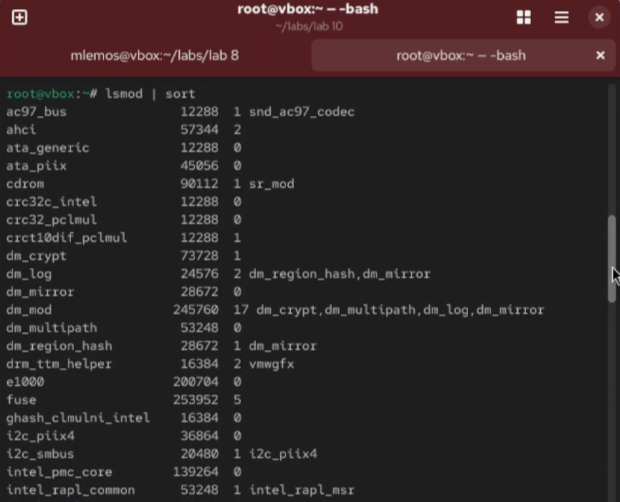 root@vbox:~ — -bash
~/labs/lab 10
mlemos@vbox:~/labs/lab 8
root@vbox:~ — -bash
root@vbox:~# lsmod | sort
ac97_bus 12288 1 snd_ac97_codec
ahci 57344 2
ata_generic 12288 0
ata_piix 45056 0
cdrom 90112 1 sr_mod
crc32c_intel 12288 0
crc32_pclmul 12288 0
crct10dif_pclmul 12288 1
dm_crypt 73728 1
dm_log 24576 2 dm_region_hash,dm_mirror
dm_mirror 28672 0
dm_mod 245760 17 dm_crypt,dm_multipath,dm_log,dm_mirror
dm_multipath 53248 0
dm_region_hash 28672 1 dm_mirror
drm_ttm_helper 16384 2 vmwgfx
e1000 200704 0
fuse 253952 5
ghash_clmulni_intel 16384 0
i2c_piix4 36864 0
i2c_smbus 20480 1 i2c_piix4
intel_pmc_core 139264 0
intel_rapl_common 53248 1 intel_rapl_msr